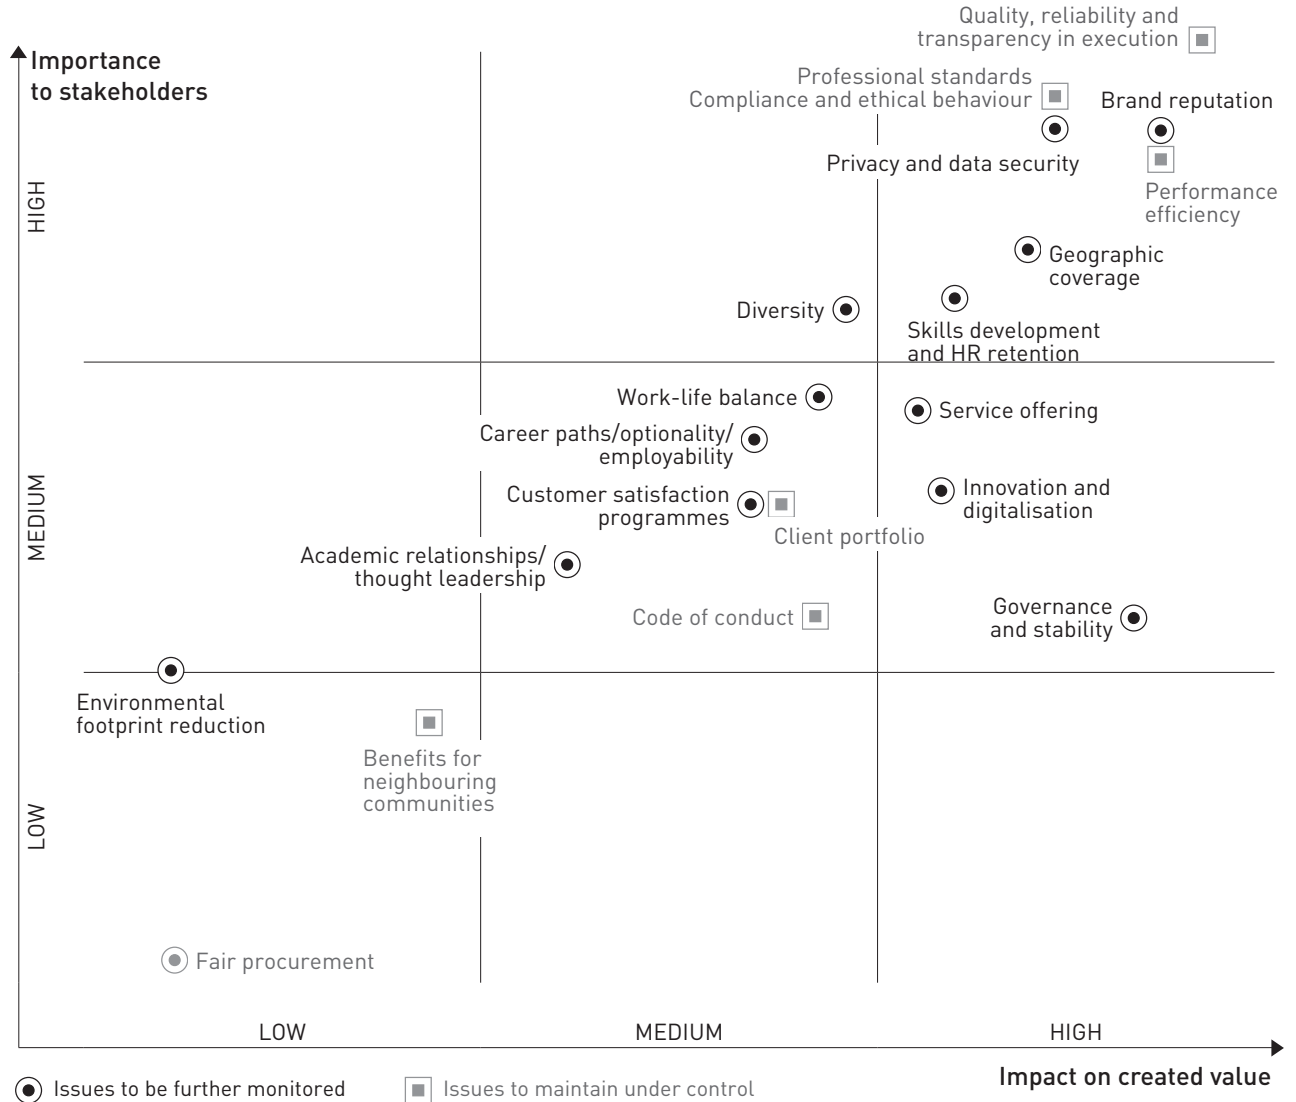 Quality, reliability and
transparency in execution
Importance
to stakeholders
Professional standards
Compliance and ethical behaviour
Brand reputation
Privacy and data security
HIGH
Performance
efficiency
Geographic
coverage
Diversity
Skills development
and HR retention
Work-life balance
Service offering
Career paths/optionality/
employability
MEDIUM
Customer satisfaction
programmes
Innovation and
digitalisation
Client portfolio
Academic relationships/
thought leadership
Code of conduct
Governance
and stability
Environmental
footprint reduction
Benefits for
neighbouring
communities
LOW
Fair procurement
LOW
MEDIUM
HIGH
Impact on created value
Issues to be further monitored
Issues to maintain under control